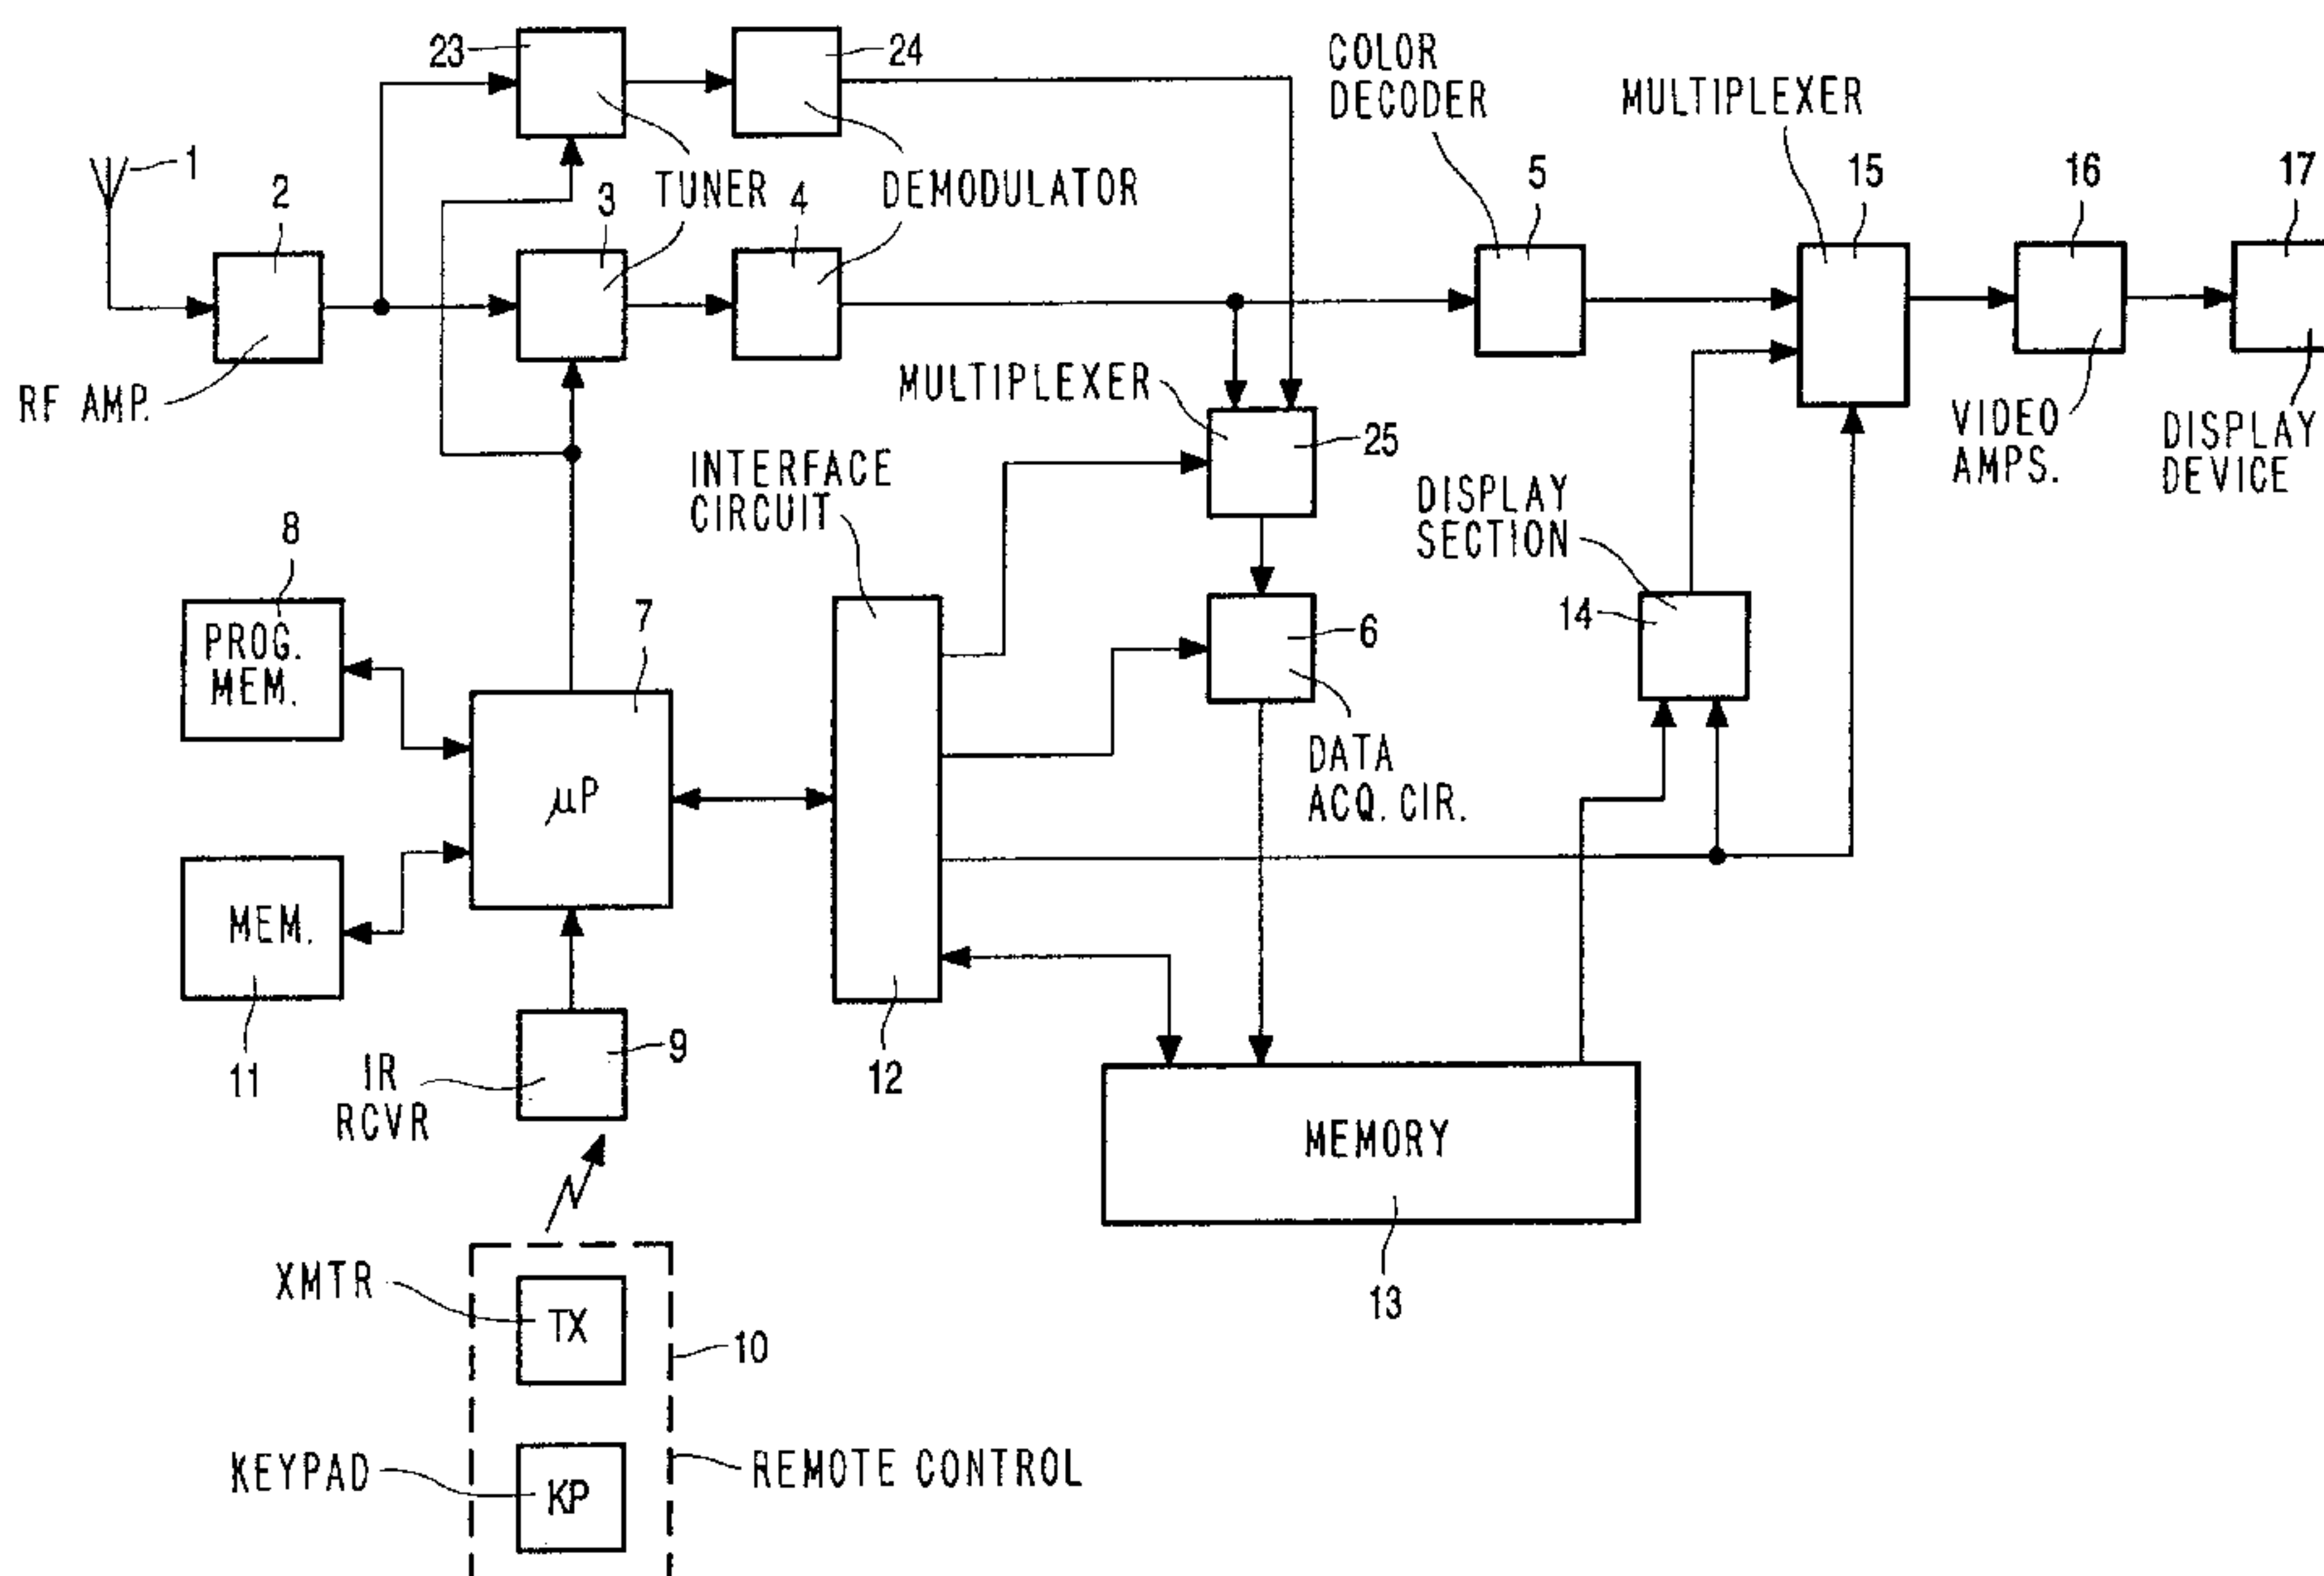 23
24
COLOR
DECODER
MULTIPLEXER
1
2
3
TUNER
4
DEMODULATOR
5
15
16
17
RF AMP.
MULTIPLEXER
25
VIDEO
AMPS.
DISPLAY
DEVICE
INTERFACE
CIRCUIT
DISPLAY
SECTION
8
PROG.
MEM.
7
6
14
µP
DATA
ACQ. CIR.
MEM.
11
IR
RCVR
9
12
MEMORY
13
XMTR
TX
10
KEYPAD
KP
REMOTE CONTROL